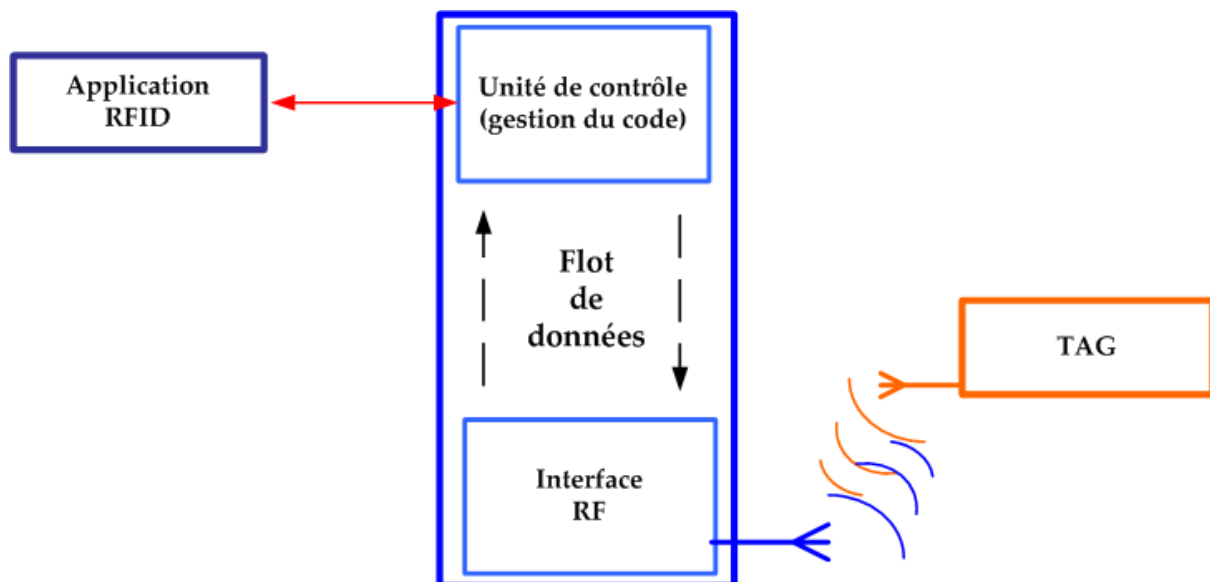 Application
RFID
Unité de contrôle
(gestion du code)
Flot
de
données
TAG
Interface
RF